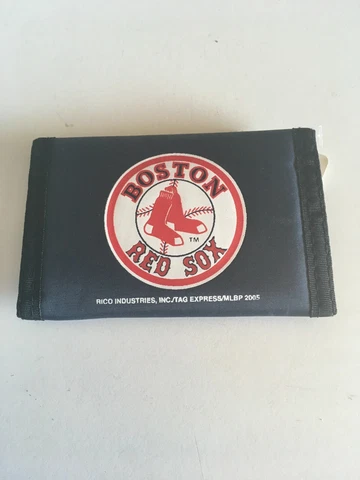 BOSTON
RED SOX
TM
RICO INDUSTRIES, INC./TAG EXPRESS/MLBP 2005